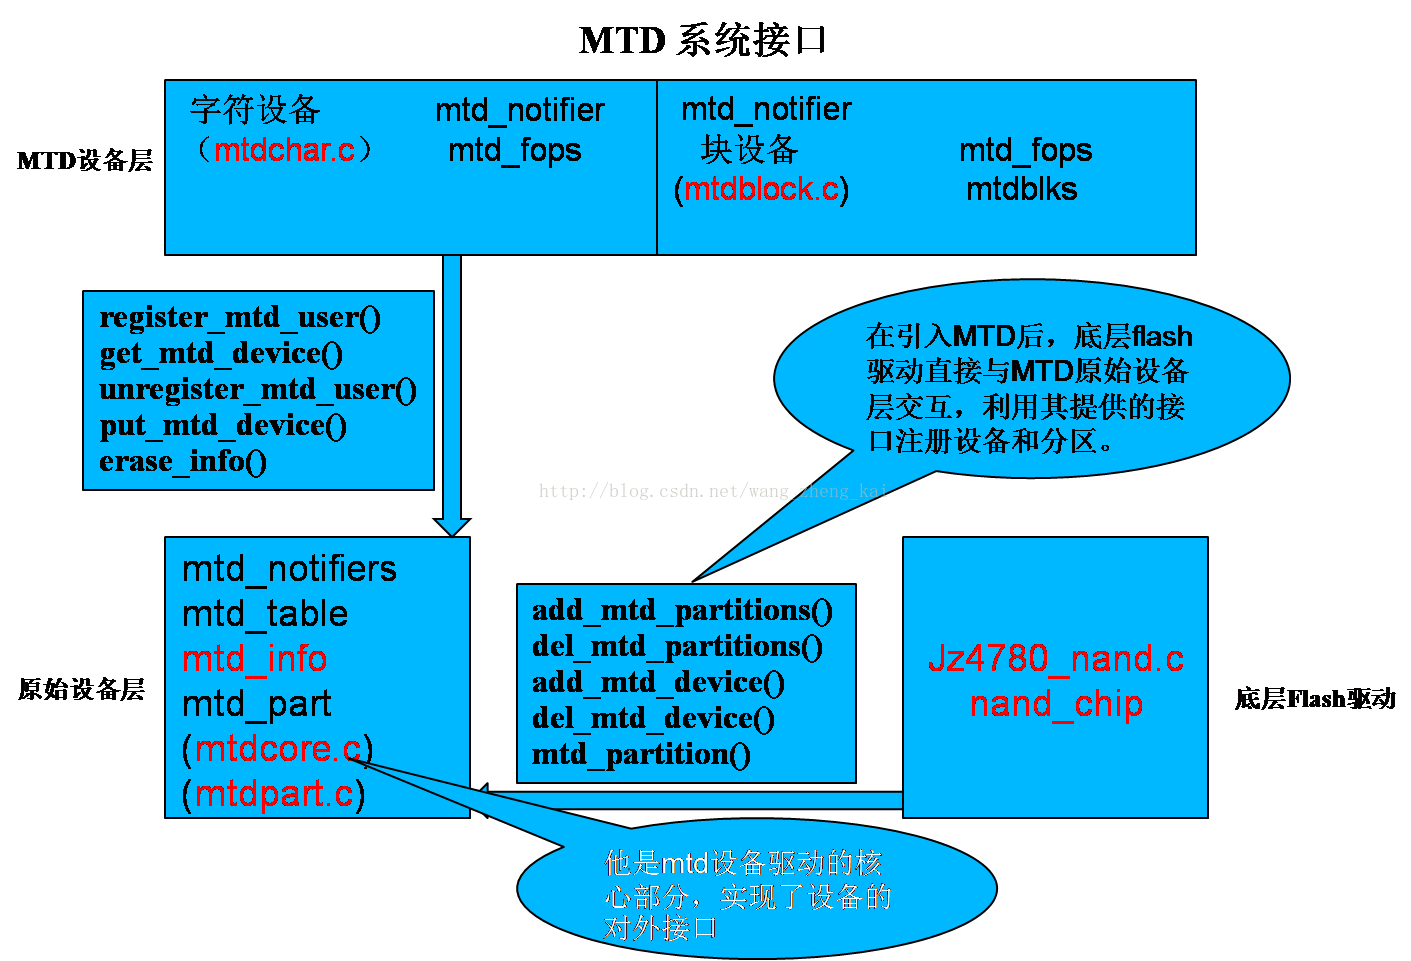 MTD 系统接口
字符设备 mtd_notifier
（mtdchar.c） mtd_fops
mtd_notifier
块设备 mtd_fops
(mtdblock.c) mtdblks
MTD设备层
register_mtd_user()
get_mtd_device()
unregister_mtd_user()
put_mtd_device()
erase_info()
在引入MTD后，底层flash
驱动直接与MTD原始设备
层交互，利用其提供的接
口注册设备和分区。
http://blog.csdn.net/wang_zheng_kai
mtd_notifiers
mtd_table
mtd_info
mtd_part
(mtdcore.c)
(mtdpart.c)
原始设备层
add_mtd_partitions()
del_mtd_partitions()
add_mtd_device()
del_mtd_device()
mtd_partition()
Jz4780_nand.c
nand_chip
底层Flash驱动
他是mtd设备驱动的核
心部分，实现了设备的
对外接口